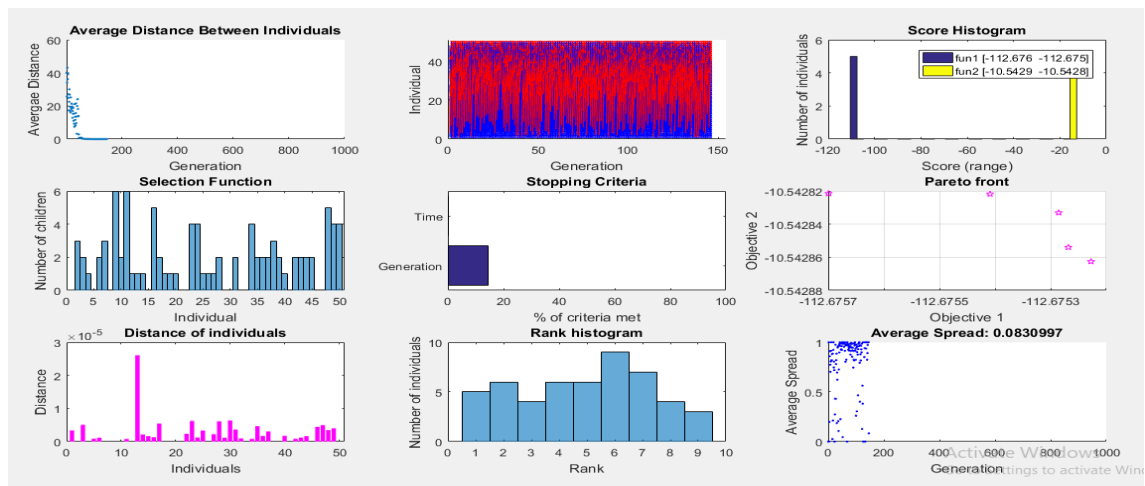 Average Distance Between Individuals
Avergae Distance
60
40
20
0
0 200 400 600 800 1000
Generation
Individual
40
20
0
0 50 100 150
Generation
Score Histogram
Number of individuals
6
4
2
0
fun1 [-112.676 -112.675]
fun2 [-10.5429 -10.5428]
-120 -100 -80 -60 -40 -20 0
Score (range)
Selection Function
Number of children
6
4
2
0
0 5 10 15 20 25 30 35 40 45 50
Individual
Stopping Criteria
Time
Generation
0 20 40 60 80 100
% of criteria met
Pareto front
Objective 2
-10.54282
-10.54284
-10.54286
-10.54288
-112.6757 -112.6755 -112.6753
Objective 1
Distance of individuals
×10-5
Distance
3
2
1
0
0 10 20 30 40 50
Individuals
Rank histogram
Number of individuals
10
5
0
0 1 2 3 4 5 6 7 8 9 10
Rank
Average Spread: 0.0830997
Average Spread
1
0.5
0
0 200 400 600 800 1000
Generation
Activate Windows
settings to activate Win